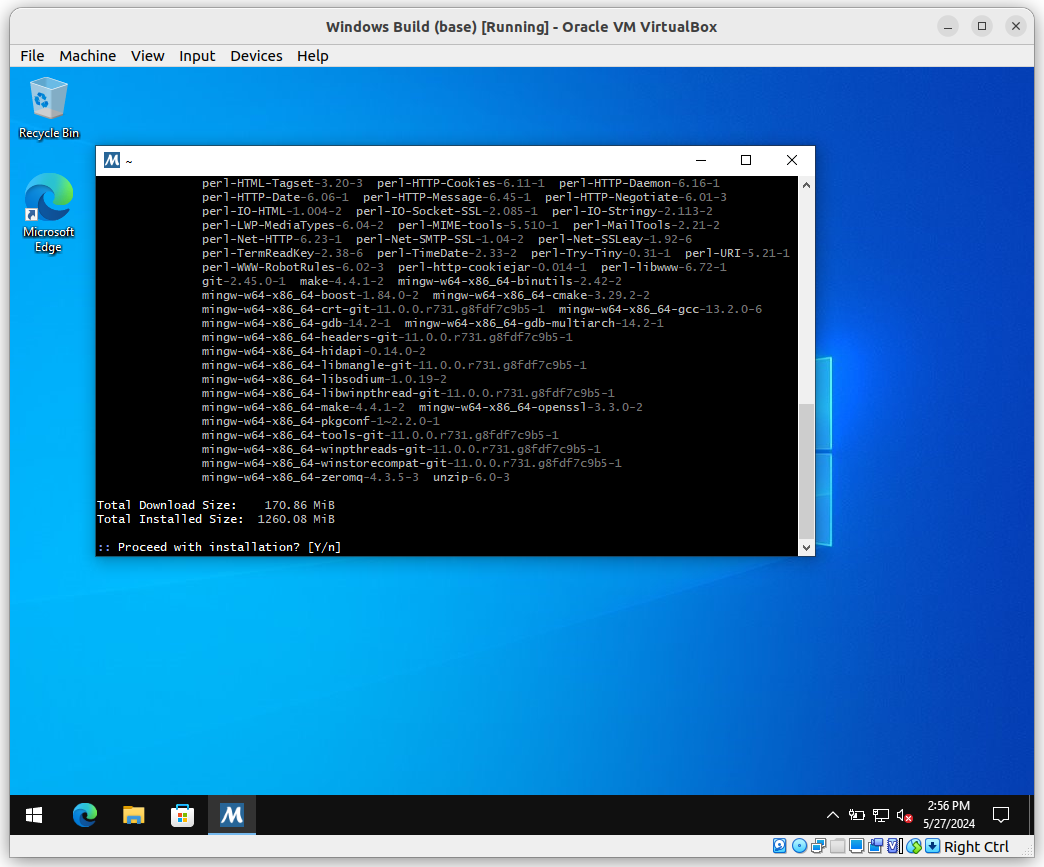 Windows Build (base) [Running] - Oracle VM VirtualBox
File Machine View Input Devices Help
Recycle Bin
Microsoft
Edge
~
perl-HTML-Tagset-3.20-3 perl-HTTP-Cookies-6.11-1 perl-HTTP-Daemon-6.16-1
perl-HTTP-Date-6.06-1 perl-HTTP-Message-6.45-1 perl-HTTP-Negotiate-6.01-3
perl-IO-HTML-1.004-2 perl-IO-Socket-SSL-2.085-1 perl-IO-Stringy-2.113-2
perl-LWP-MediaTypes-6.04-2 perl-MIME-tools-5.510-1 perl-MailTools-2.21-2
perl-Net-HTTP-6.23-1 perl-Net-SMTP-SSL-1.04-2 perl-Net-SSLeay-1.92-6
perl-TermReadKey-2.38-6 perl-TimeDate-2.33-2 perl-Try-Tiny-0.31-1 perl-URI-5.21-1
perl-WWW-RobotRules-6.02-3 perl-http-cookiejar-0.014-1 perl-libwww-6.72-1
git-2.45.0-1 make-4.4.1-2 mingw-w64-x86_64-binutils-2.42-2
mingw-w64-x86_64-boost-1.84.0-2 mingw-w64-x86_64-cmake-3.29.2-2
mingw-w64-x86_64-crt-git-11.0.0.r731.g8fdf7c9b5-1 mingw-w64-x86_64-gcc-13.2.0-6
mingw-w64-x86_64-gdb-14.2-1 mingw-w64-x86_64-gdb-multiarch-14.2-1
mingw-w64-x86_64-headers-git-11.0.0.r731.g8fdf7c9b5-1
mingw-w64-x86_64-hidapi-0.14.0-2
mingw-w64-x86_64-libmangle-git-11.0.0.r731.g8fdf7c9b5-1
mingw-w64-x86_64-libsodium-1.0.19-2
mingw-w64-x86_64-libwinpthread-git-11.0.0.r731.g8fdf7c9b5-1
mingw-w64-x86_64-make-4.4.1-2 mingw-w64-x86_64-openssl-3.3.0-2
mingw-w64-x86_64-pkgconf-1~2.2.0-1
mingw-w64-x86_64-tools-git-11.0.0.r731.g8fdf7c9b5-1
mingw-w64-x86_64-winpthreads-git-11.0.0.r731.g8fdf7c9b5-1
mingw-w64-x86_64-winstorecompat-git-11.0.0.r731.g8fdf7c9b5-1
mingw-w64-x86_64-zeromq-4.3.5-3 unzip-6.0-3
Total Download Size: 170.86 MiB
Total Installed Size: 1260.08 MiB
:: Proceed with installation? [Y/n]
2:56 PM
5/27/2024
Right Ctrl